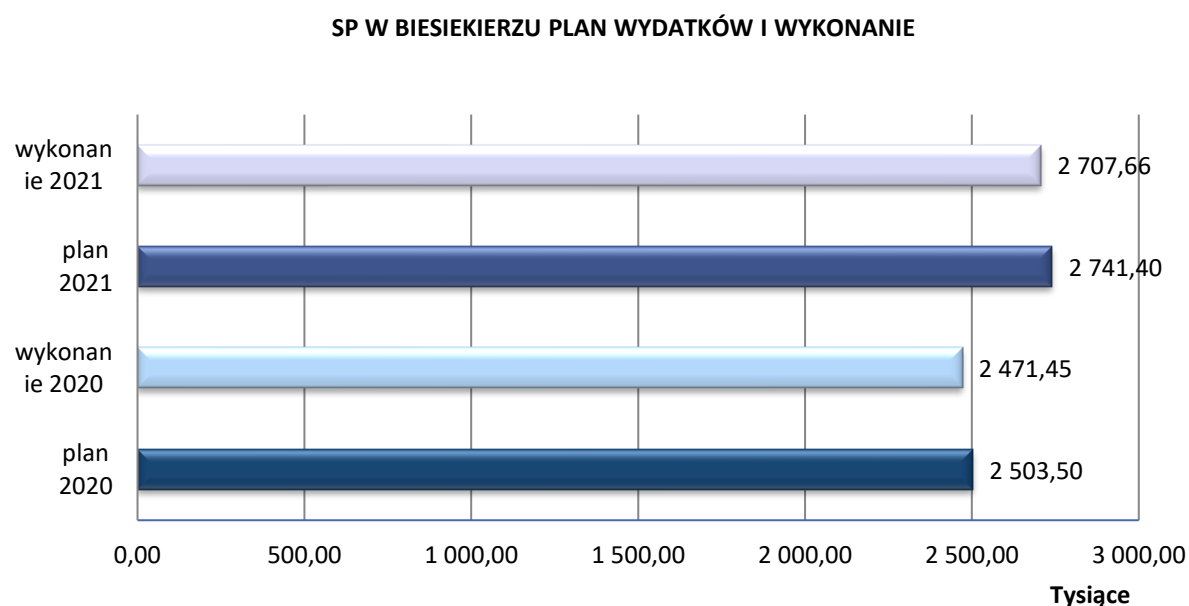 SP W BIESIEKIERZU PLAN WYDATKÓW I WYKONANIE
wykonan
ie 2021
2 707,66
plan
2021
2 741,40
wykonan
ie 2020
2 471,45
plan
2020
2 503,50
0,00 500,00 1 000,00 1 500,00 2 000,00 2 500,00 3 000,00
Tysiące